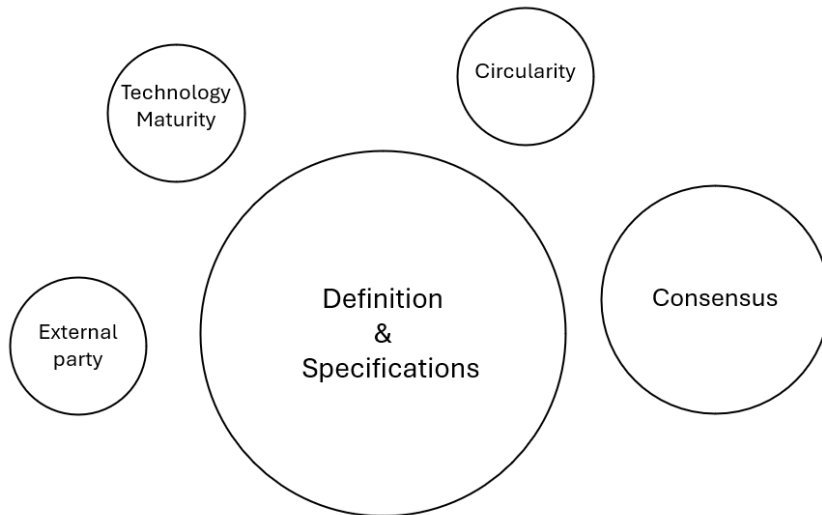 Technology
Maturity
Circularity
Definition
&
Specifications
Consensus
External
party